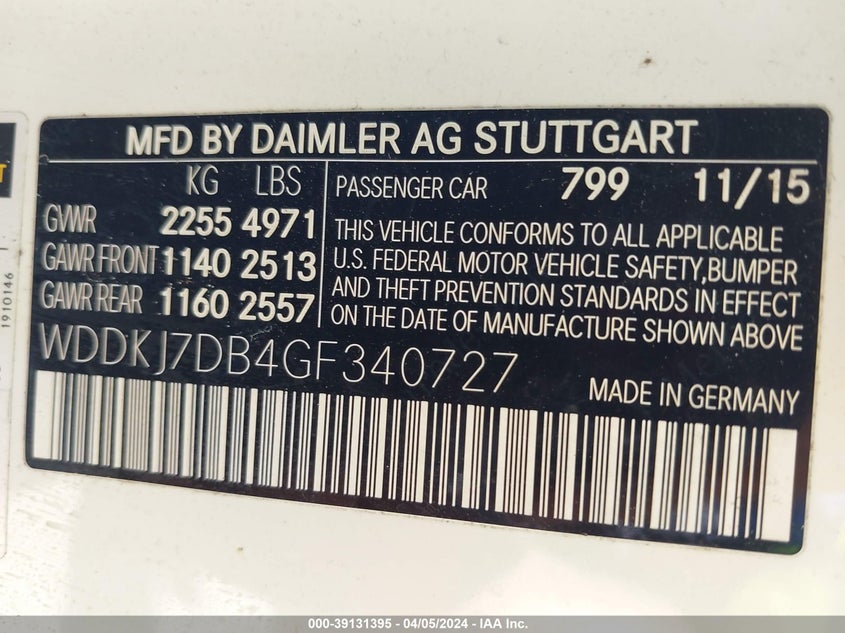 MFD BY DAIMLER AG STUTTGART
KG LBS
GVWR 2255 4971
GAWR FRONT 1140 2513
GAWR REAR 1160 2557
PASSENGER CAR 799 11/15
THIS VEHICLE CONFORMS TO ALL APPLICABLE
U.S. FEDERAL MOTOR VEHICLE SAFETY,BUMPER
AND THEFT PREVENTION STANDARDS IN EFFECT
ON THE DATE OF MANUFACTURE SHOWN ABOVE.
WDDKJ7DB4GF340727
MADE IN GERMANY
1910146
000-39131395 - 04/05/2024 - IAA Inc.